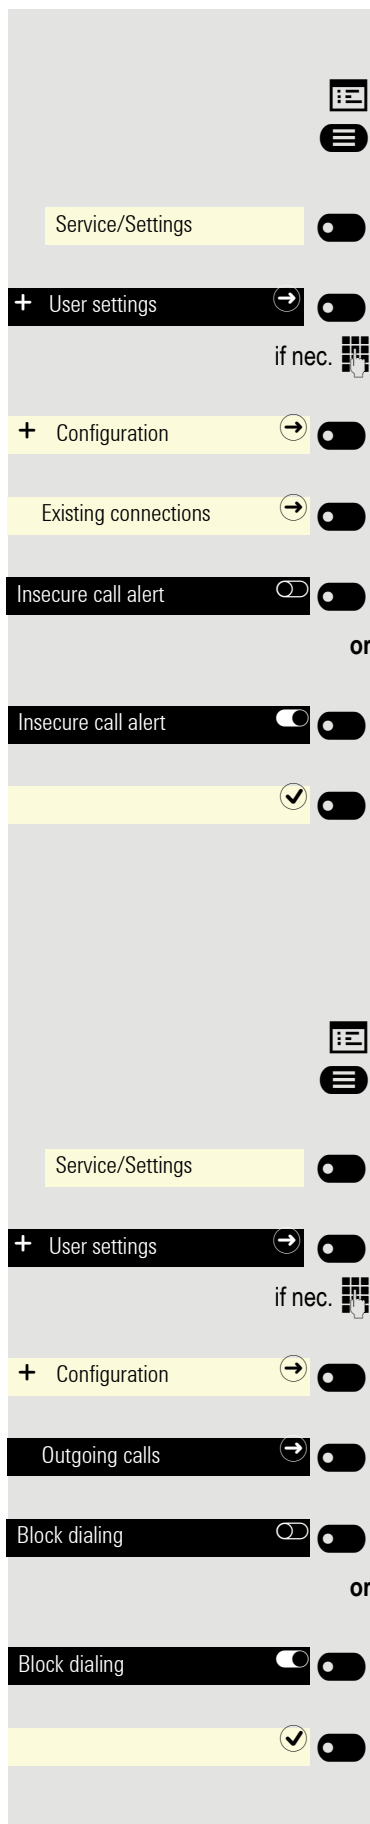 Service/Settings
+ User settings
if nec.
+ Configuration
Existing connections
Insecure call alert
or
Insecure call alert
Service/Settings
+ User settings
if nec.
+ Configuration
Outgoing calls
Block dialing
or
Block dialing